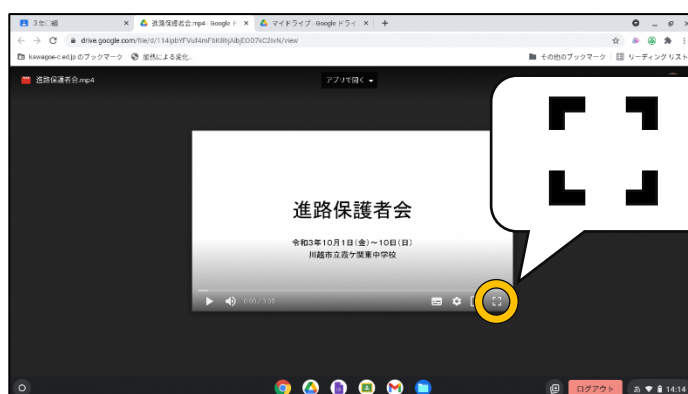 3年〇組
進路保護者会.mp4 - Google ド
マイドライブ - Google ドライ
drive.google.com/file/d/
kawagoe-c.ed.jp のブックマーク
加熱による変化...
その他のブックマーク
リーディング リスト
進路保護者会.mp4
アプリで開く
進路保護者会
令和3年10月1日(金)～10日(日)
川越市立霞ケ関東中学校
0:00 / 3:35
ログアウト
あ
14:14